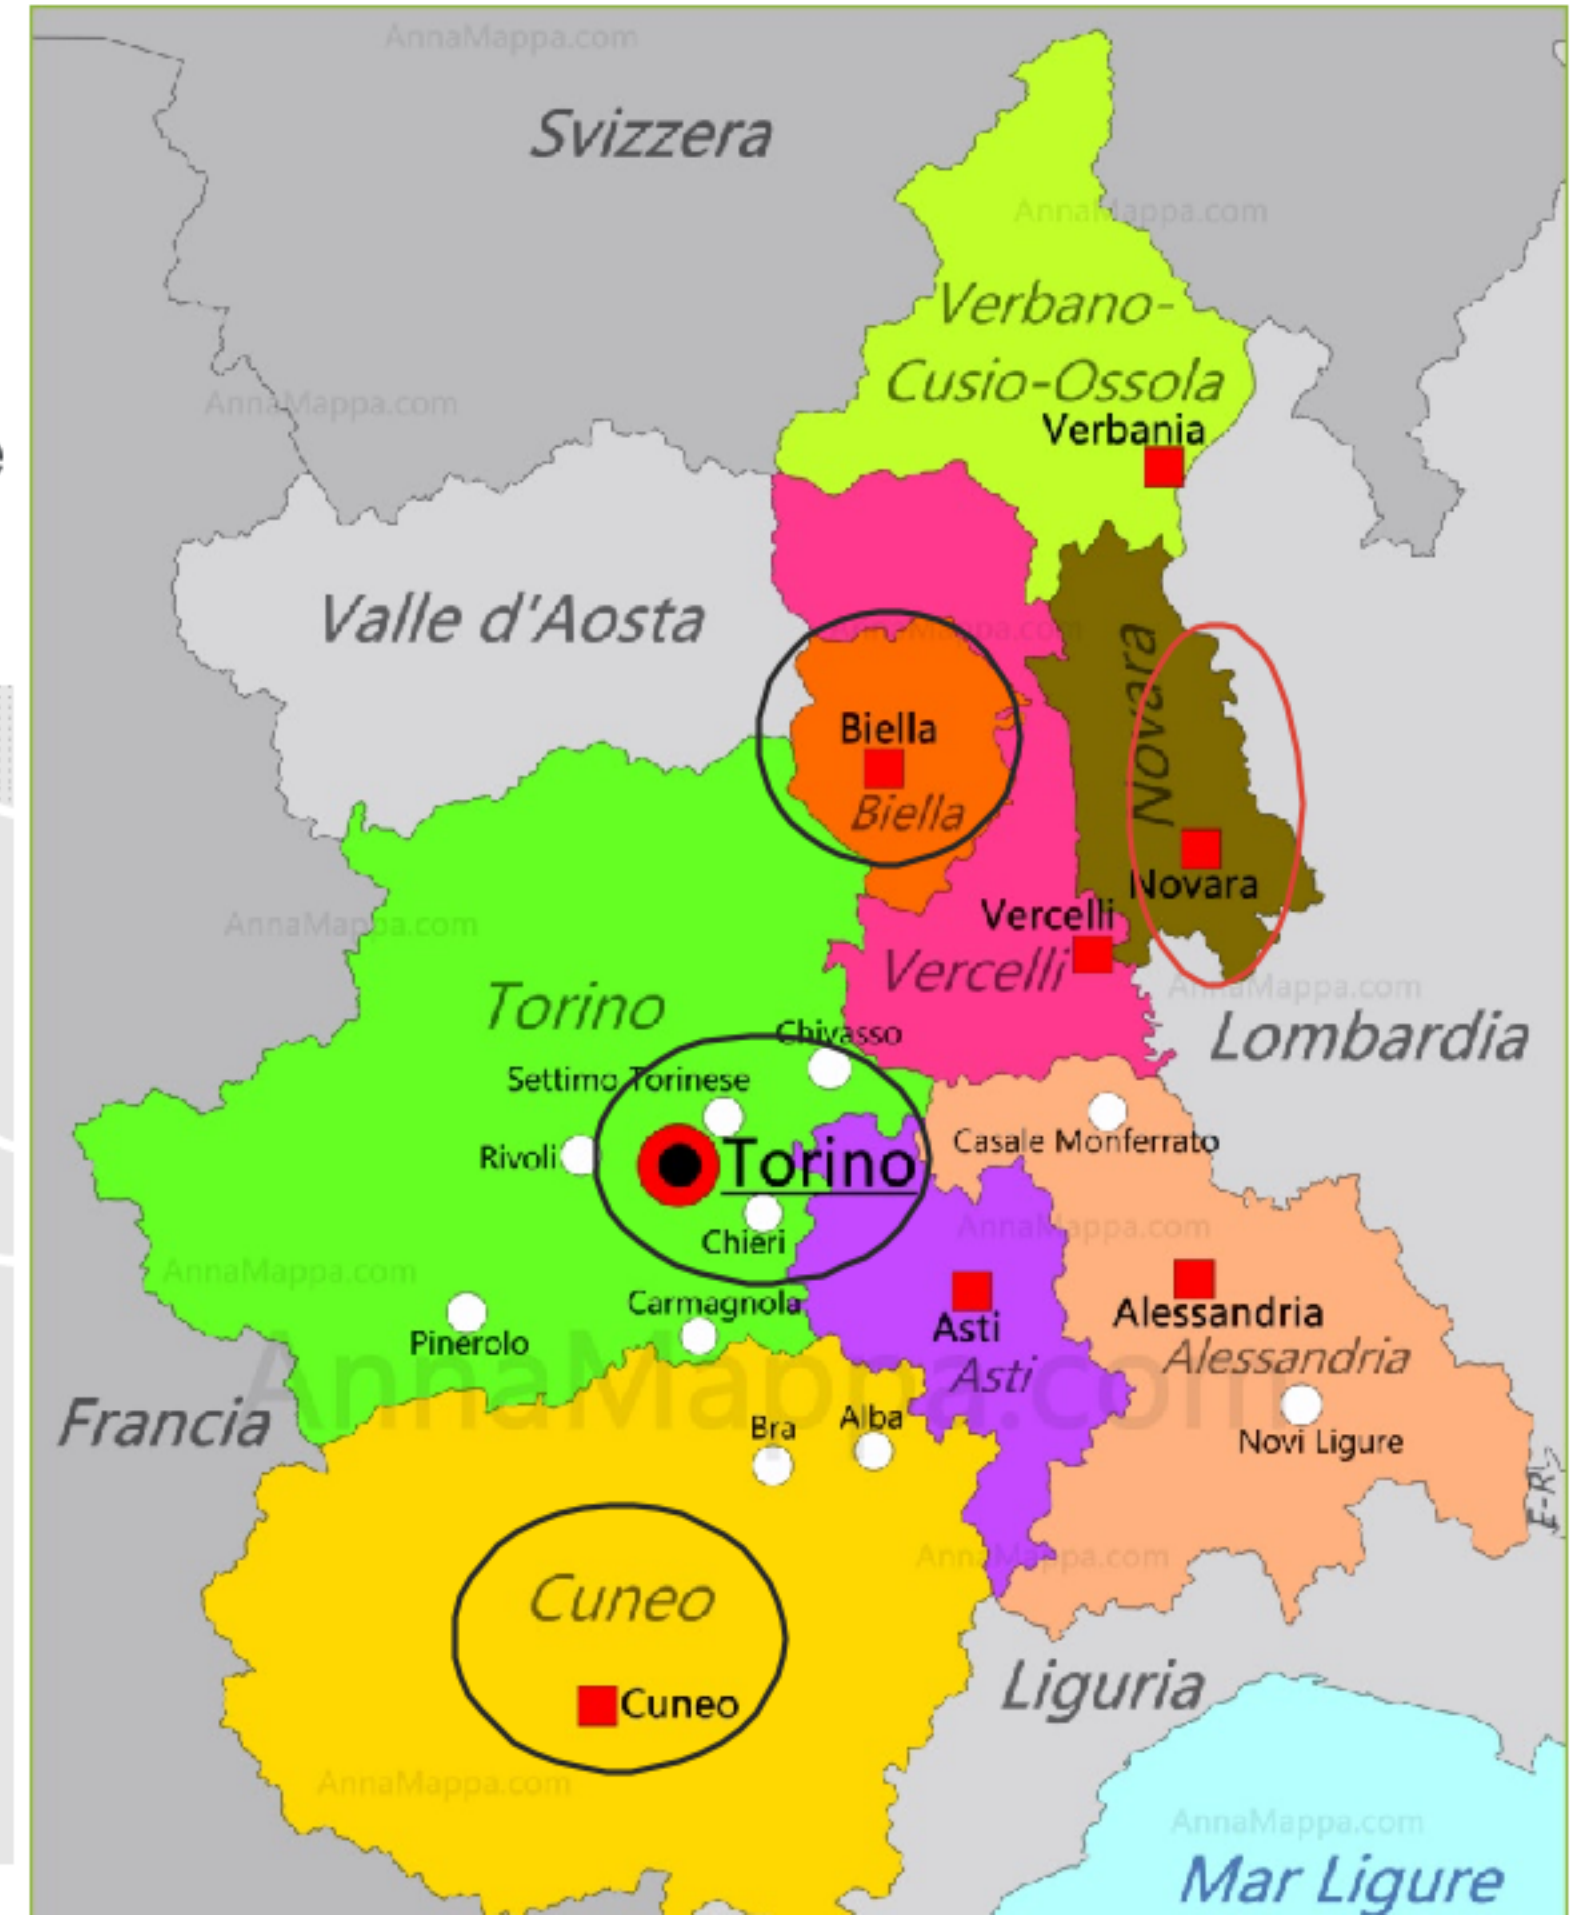 AnnaMappa.com
Svizzera
AnnaMappa.com
Verbano-
Cusio-Ossola
AnnaMappa.com
Verbania
e
Valle d'Aosta
AnnaMappa.com
Novara
Biella
Biella
Novara
Vercelli
AnnaMappa.com
Vercelli
AnnaMappa.com
Torino
Lombardia
Chivasso
Settimo Torinese
Casale Monferrato
Rivoli
Torino
AnnaMappa.com
Chieri
AnnaMappa.com
Carmagnola
Alessandria
Asti
Pinerolo
Alessandria
Asti
AnnaMappa.com
Francia
Bra
Alba
Novi Ligure
E-R
AnnaMappa.com
Cuneo
Liguria
Cuneo
AnnaMappa.com
AnnaMappa.com
Mar Ligure